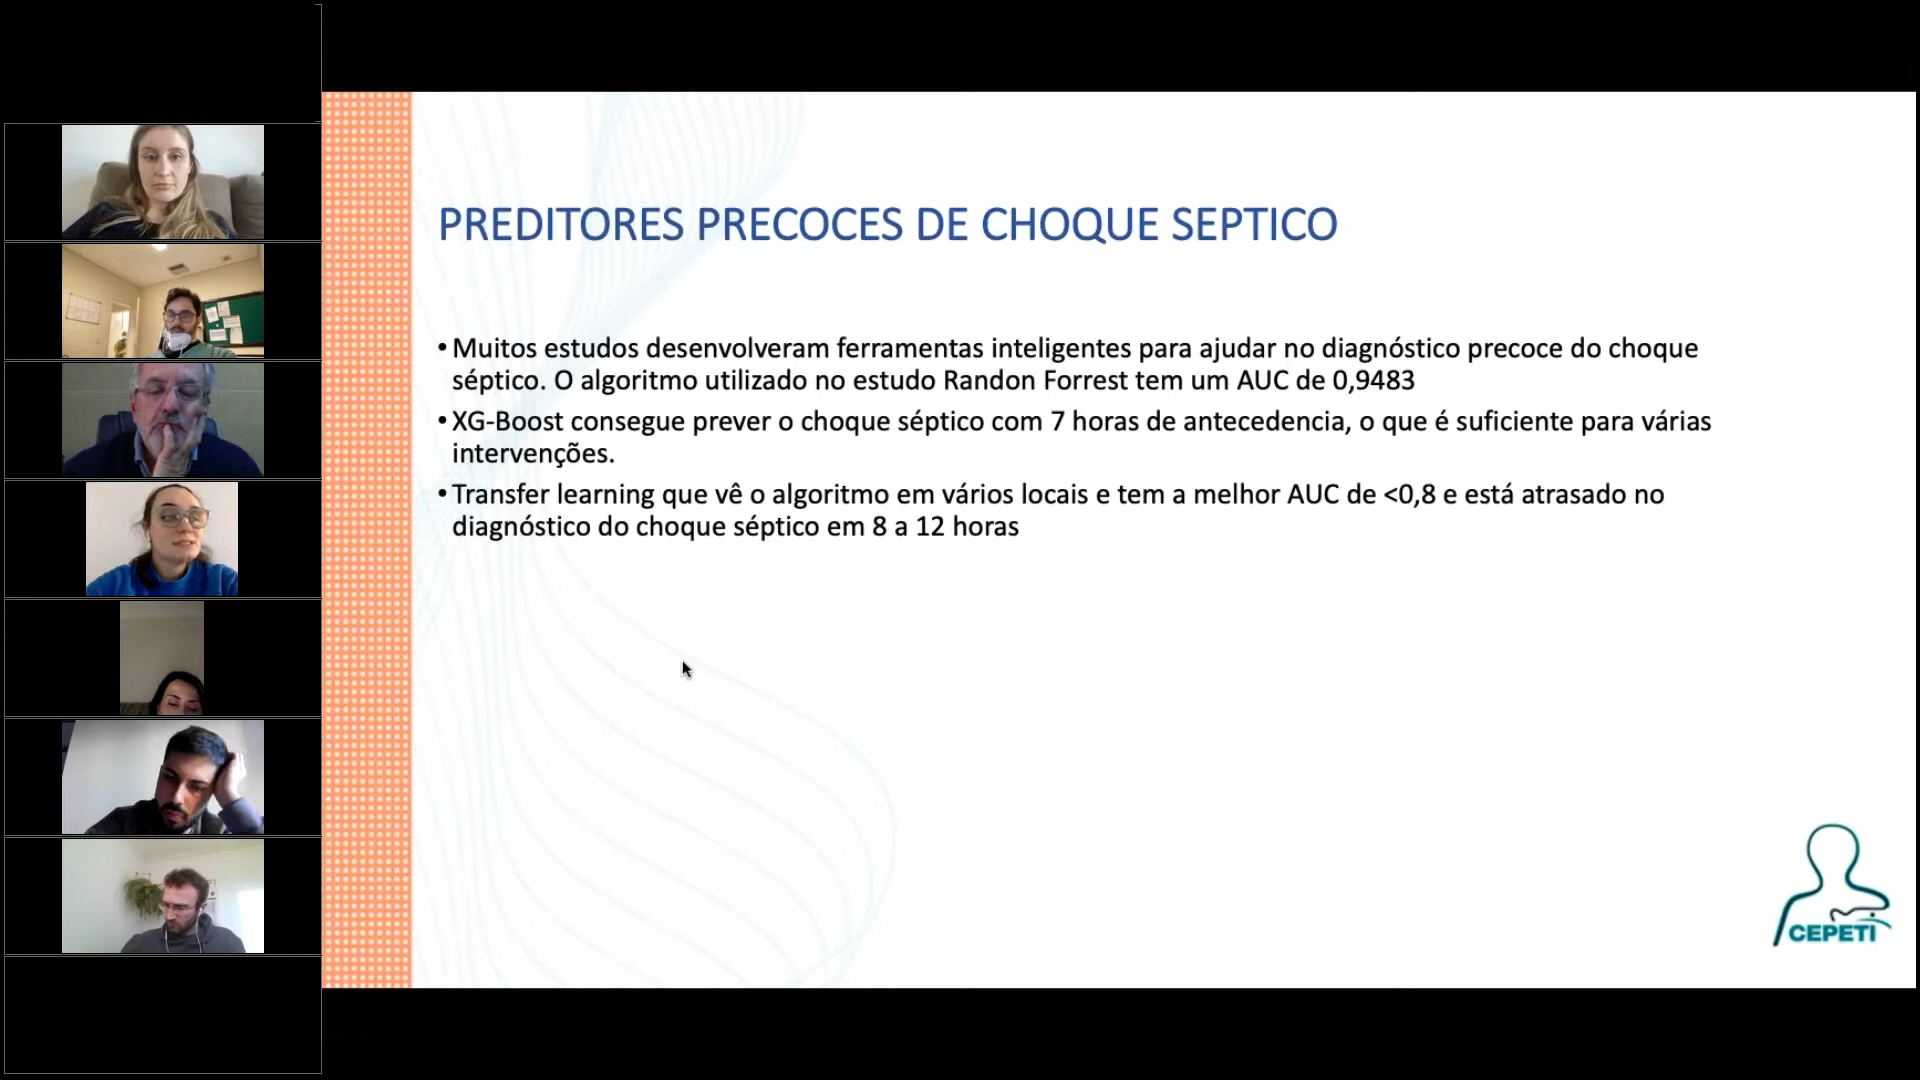 PREDITORES PRECOCES DE CHOQUE SEPTICO
• Muitos estudos desenvolveram ferramentas inteligentes para ajudar no diagnóstico precoce do choque
séptico. O algoritmo utilizado no estudo Randon Forrest tem um AUC de 0,9483
• XG-Boost consegue prever o choque séptico com 7 horas de antecedencia, o que é suficiente para várias
intervenções.
• Transfer learning que vê o algoritmo em vários locais e tem a melhor AUC de <0,8 e está atrasado no
diagnóstico do choque séptico em 8 a 12 horas
CEPETI